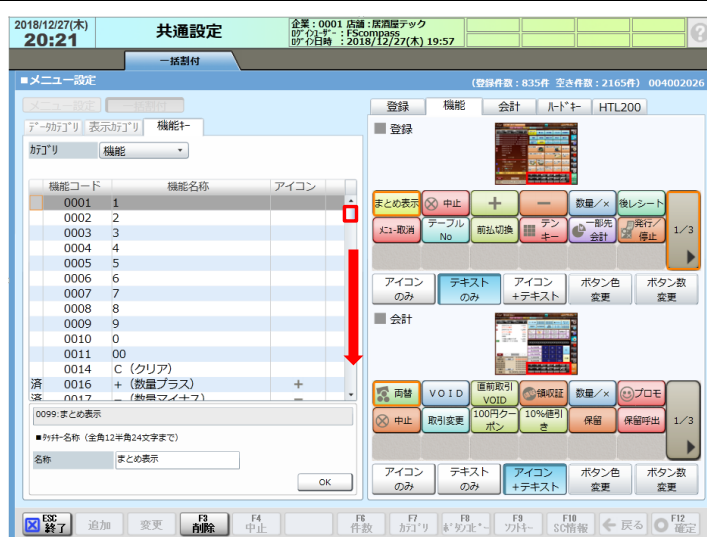 2018/12/27(木)
20:21
共通設定
企業：0001 店舗：居酒屋テック
ﾛｸﾞｲﾝﾕｰｻﾞｰ：FScompass
ﾛｸﾞｲﾝ日時 ：2018/12/27(木) 19:57
一括割付
■メニュー設定
(登録件数：835件 空き件数：2165件) 004002026
メニュー設定 一括割付
登録 機能 会計 ﾊｰﾄﾞｷｰ HTL200
ﾃﾞｰﾀｶﾃｺﾞﾘ 表示ｶﾃｺﾞﾘ 機能ｷｰ
ｶﾃｺﾞﾘ 機能
機能コード 機能名称 アイコン
0001 1
0002 2
0003 3
0004 4
0005 5
0006 6
0007 7
0008 8
0009 9
0010 0
0011 00
0014 C（クリア）
済 0016 +（数量プラス） +
済 0017 −（数量マイナス）
0099:まとめ表示
■ﾀｯﾁｷｰ名称（全角12半角24文字まで）
名称 まとめ表示
OK
登録
まとめ表示 中止 + − 数量／× 後レシート
ﾒﾆｭｰ取消 テーブルNo 前払切換 テンキー 一部先会計 発行／停止
1／3
アイコンのみ テキストのみ アイコン+テキスト ボタン色変更 ボタン数変更
会計
両替 VOID 直前取引VOID 領収証 数量／× プロモ
中止 取引変更 100円クーポン 10%値引き 保留 保留呼出
1／3
アイコンのみ テキストのみ アイコン+テキスト ボタン色変更 ボタン数変更
ESC 終了 追加 変更 F3 削除 F4 中止 F6 件数 F7 ｶﾃｺﾞﾘ F8 ﾎﾞﾀﾝｺﾋﾟｰ F9 ｿﾌﾄｷｰ F10 SC情報 戻る F12 確定